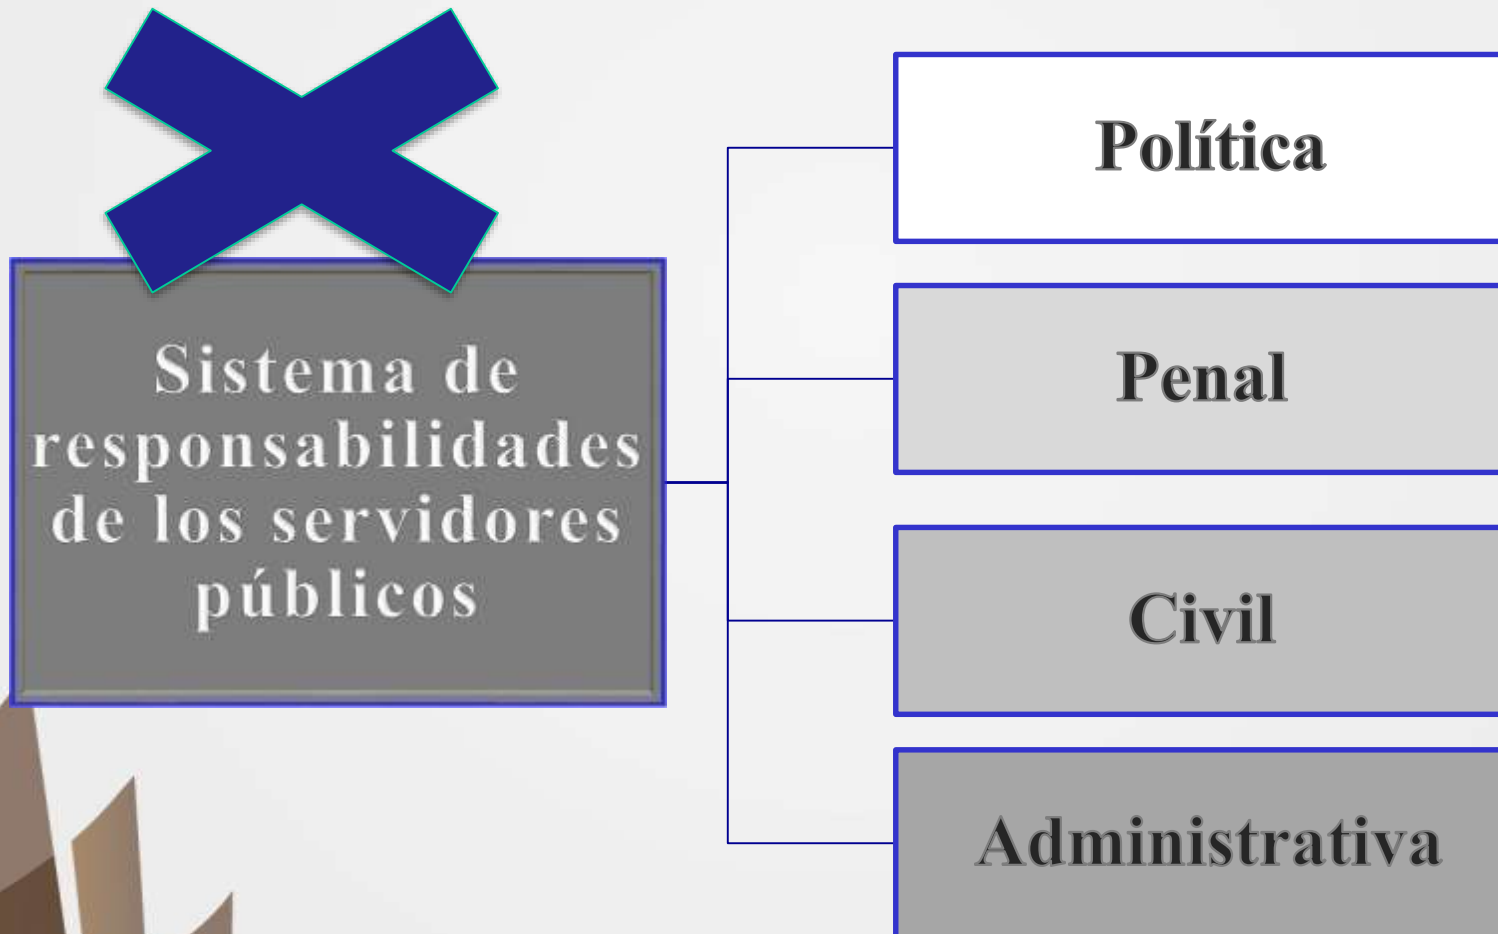 Sistema de
responsabilidades
de los servidores
públicos
Política
Penal
Civil
Administrativa